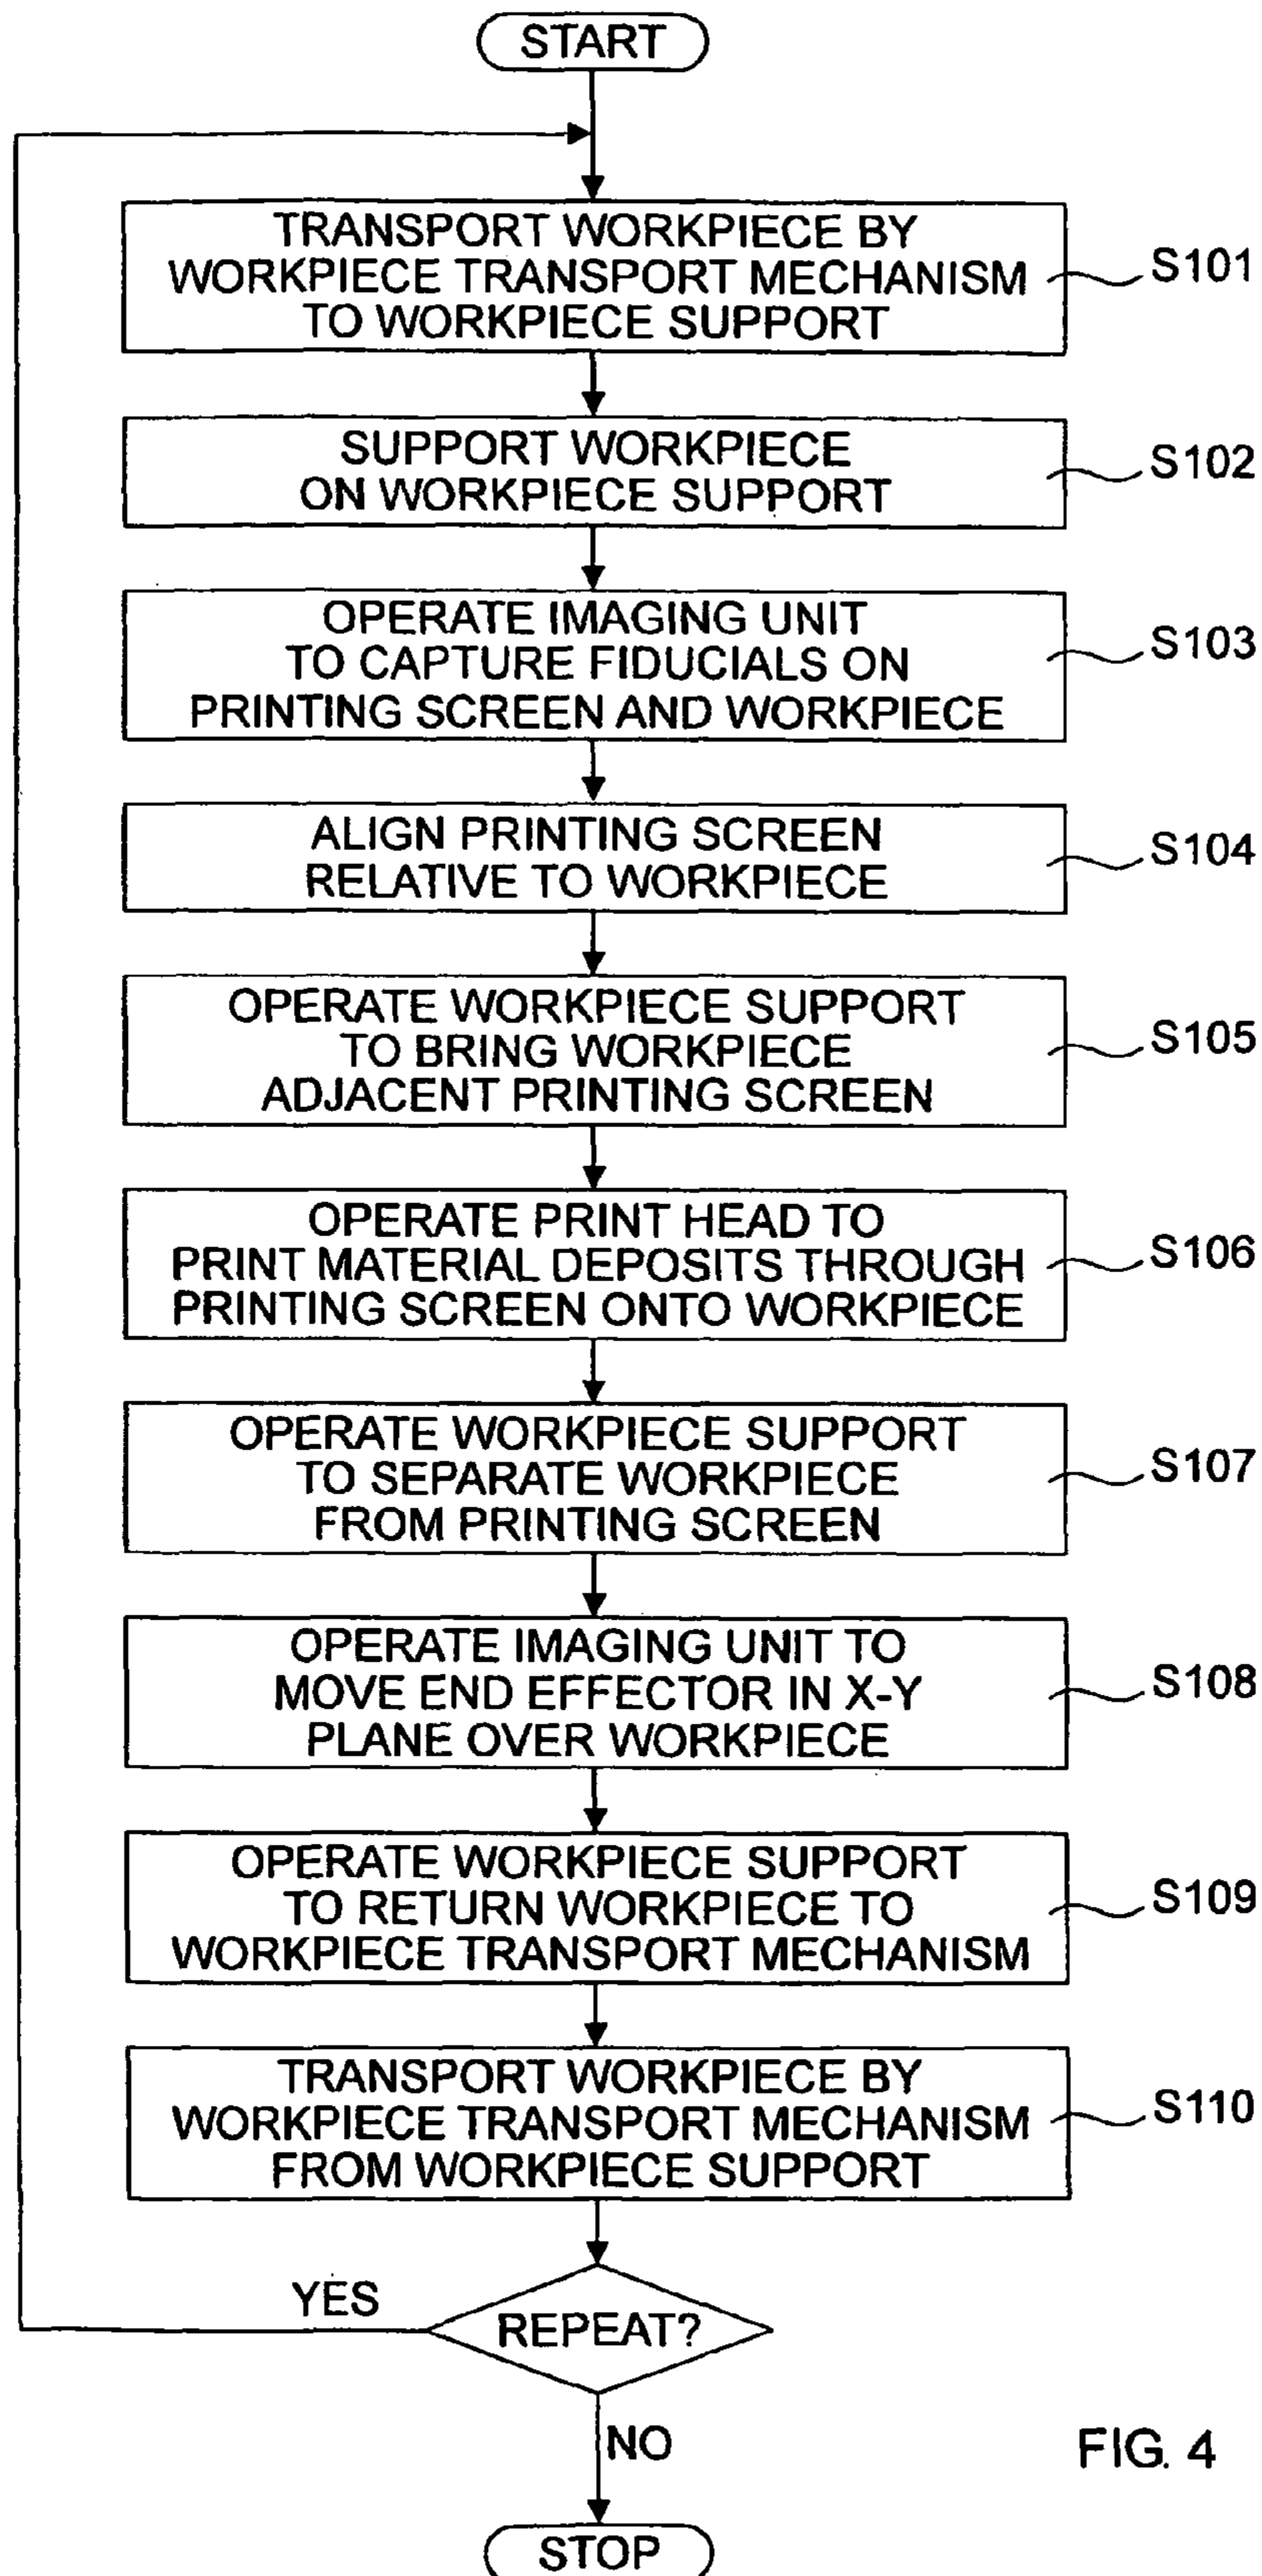 START
TRANSPORT WORKPIECE BY
WORKPIECE TRANSPORT MECHANISM
TO WORKPIECE SUPPORT
S101
SUPPORT WORKPIECE
ON WORKPIECE SUPPORT
S102
OPERATE IMAGING UNIT
TO CAPTURE FIDUCIALS ON
PRINTING SCREEN AND WORKPIECE
S103
ALIGN PRINTING SCREEN
RELATIVE TO WORKPIECE
S104
OPERATE WORKPIECE SUPPORT
TO BRING WORKPIECE
ADJACENT PRINTING SCREEN
S105
OPERATE PRINT HEAD TO
PRINT MATERIAL DEPOSITS THROUGH
PRINTING SCREEN ONTO WORKPIECE
S106
OPERATE WORKPIECE SUPPORT
TO SEPARATE WORKPIECE
FROM PRINTING SCREEN
S107
OPERATE IMAGING UNIT TO
MOVE END EFFECTOR IN X-Y
PLANE OVER WORKPIECE
S108
OPERATE WORKPIECE SUPPORT
TO RETURN WORKPIECE TO
WORKPIECE TRANSPORT MECHANISM
S109
TRANSPORT WORKPIECE BY
WORKPIECE TRANSPORT MECHANISM
FROM WORKPIECE SUPPORT
S110
YES
REPEAT?
NO
FIG. 4
STOP